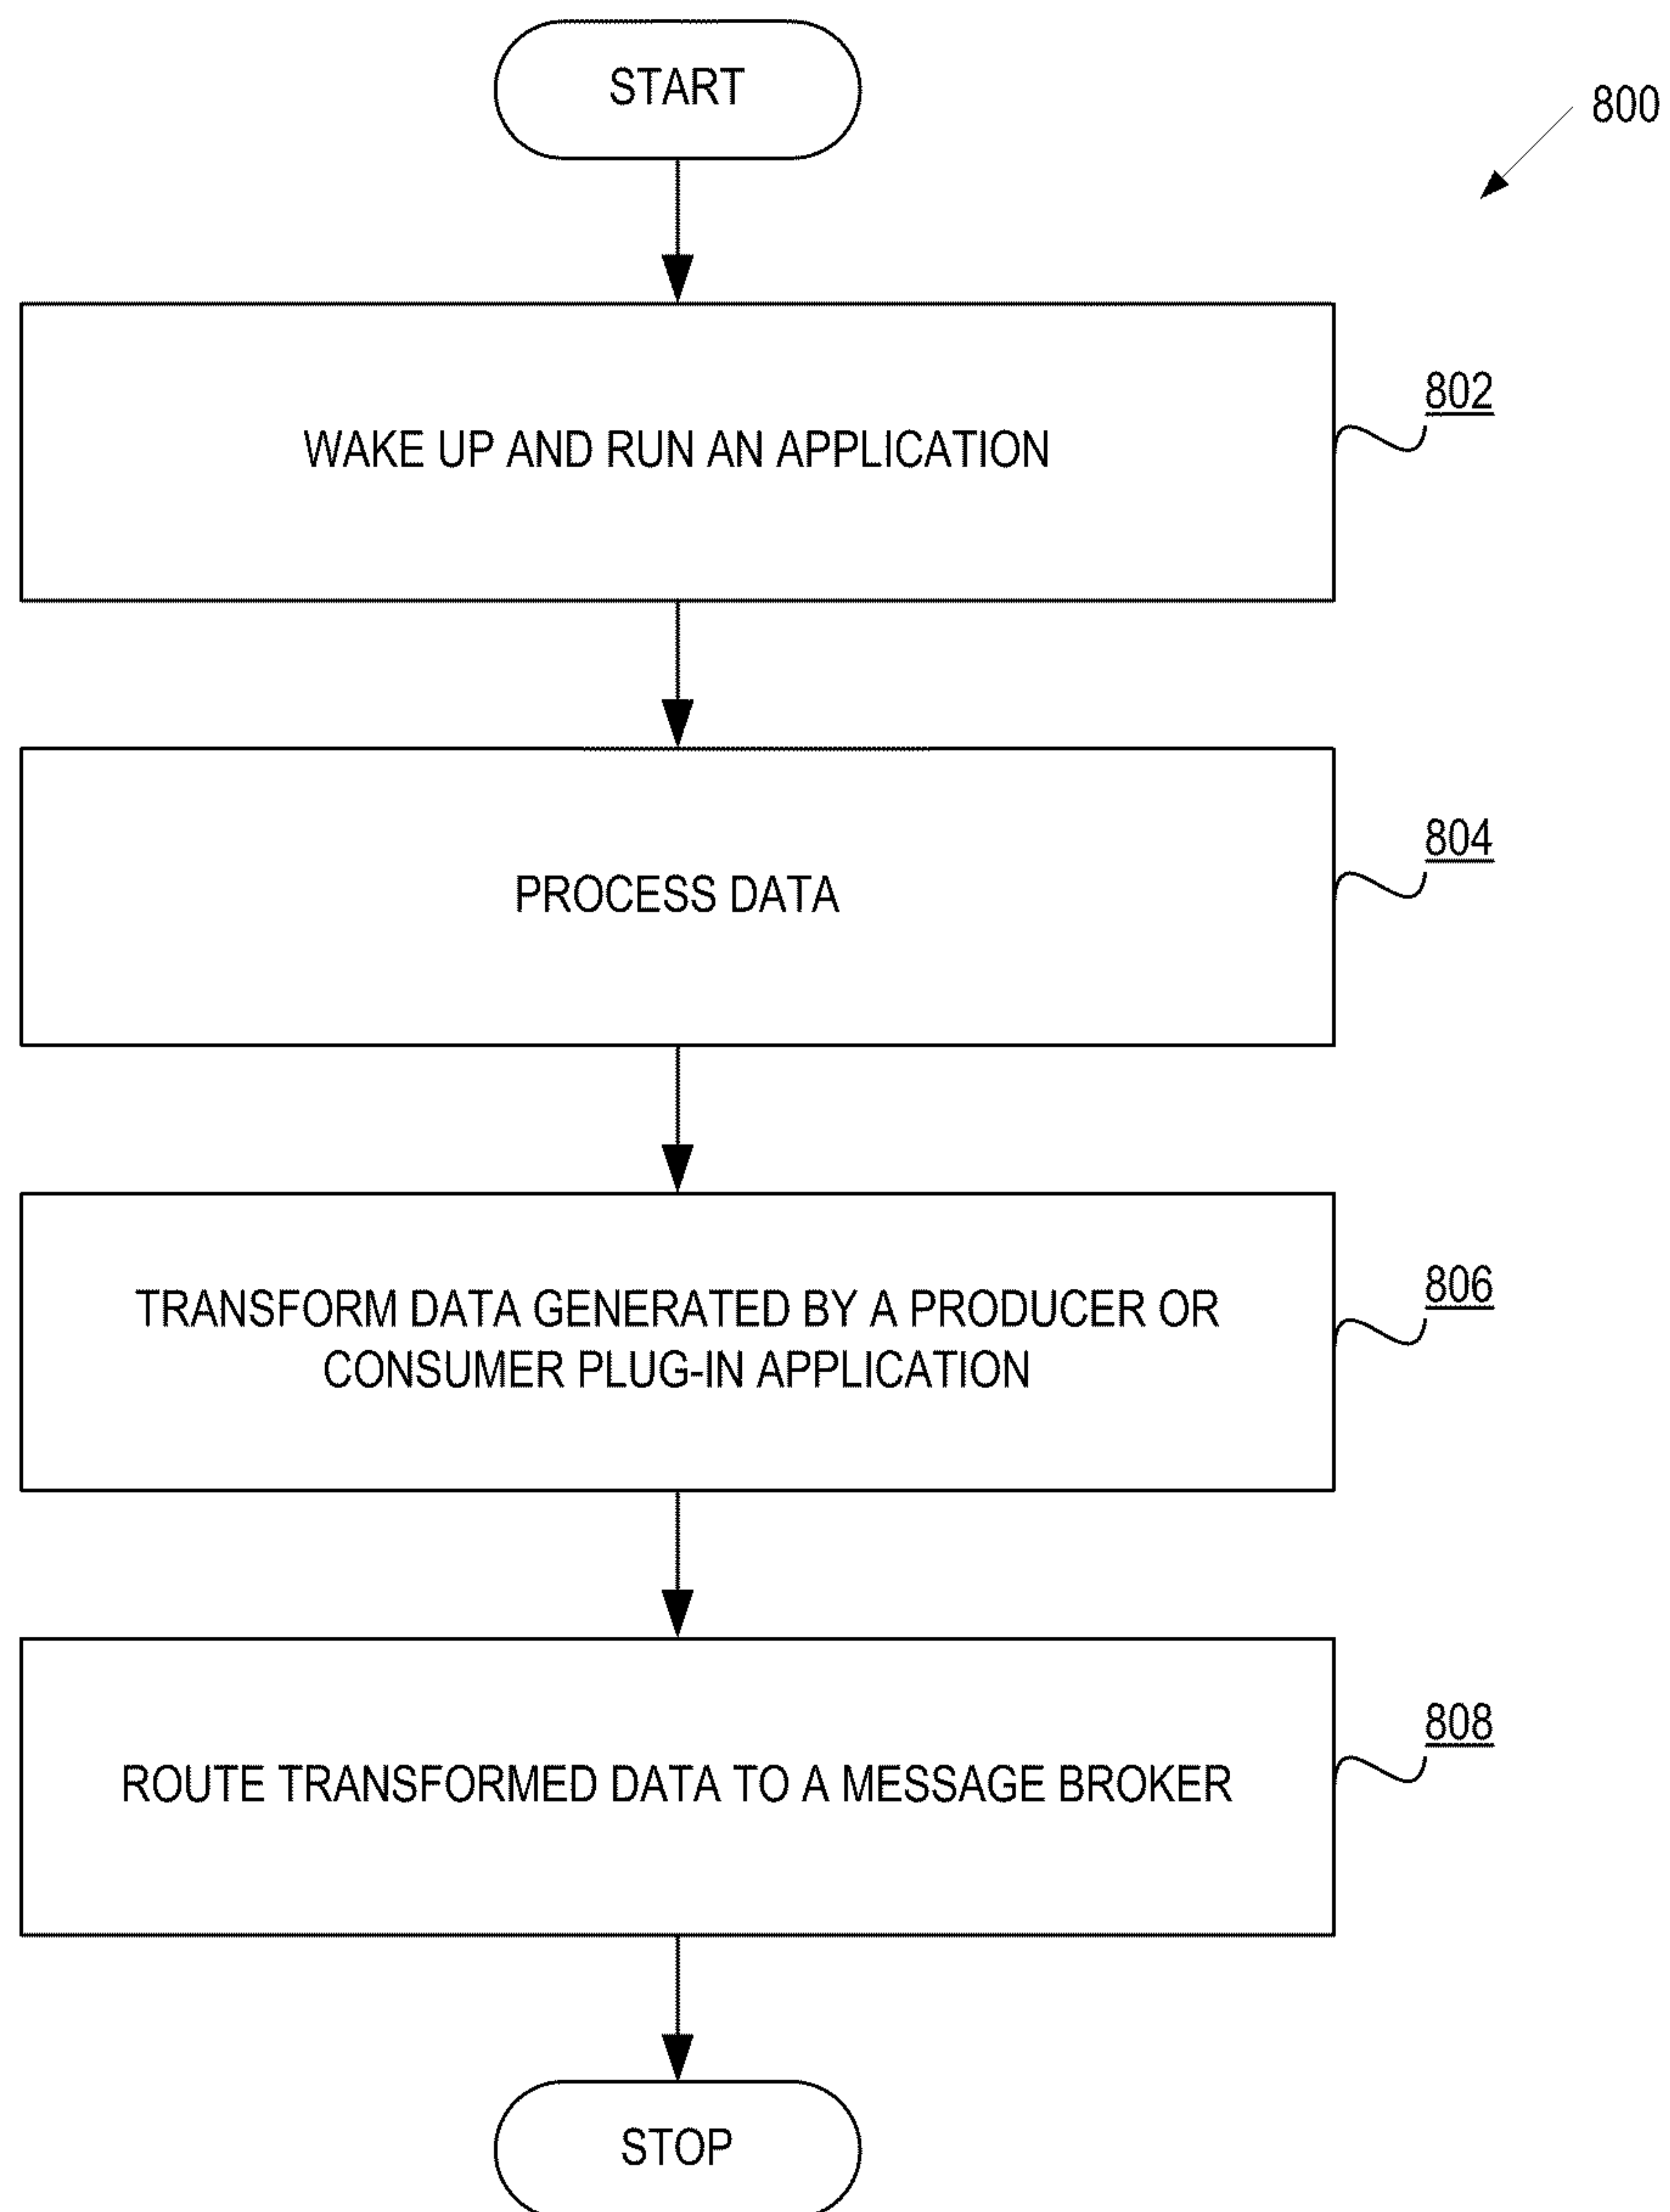 START
800
802
WAKE UP AND RUN AN APPLICATION
804
PROCESS DATA
806
TRANSFORM DATA GENERATED BY A PRODUCER OR
CONSUMER PLUG-IN APPLICATION
808
ROUTE TRANSFORMED DATA TO A MESSAGE BROKER
STOP